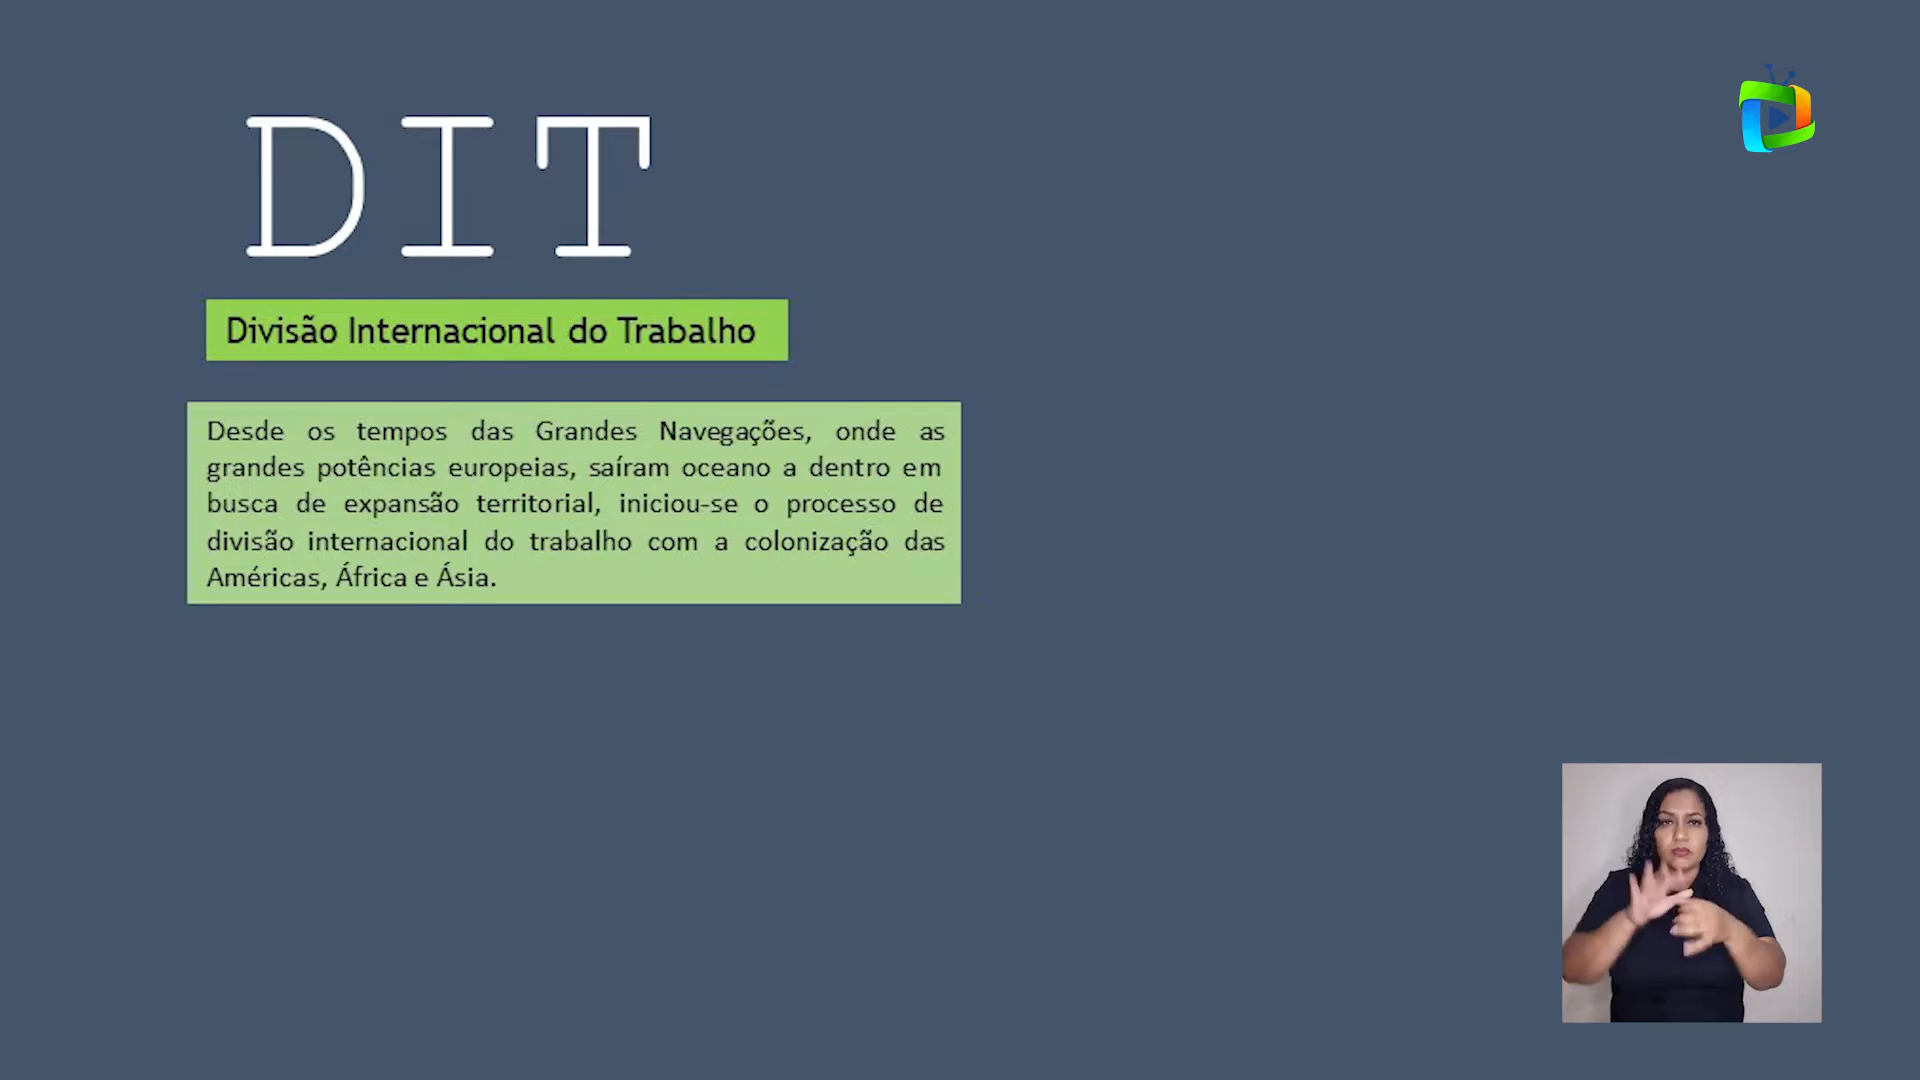 DIT
Divisão Internacional do Trabalho
Desde os tempos das Grandes Navegações, onde as
grandes potências europeias, saíram oceano a dentro em
busca de expansão territorial, iniciou-se o processo de
divisão internacional do trabalho com a colonização das
Américas, África e Ásia.